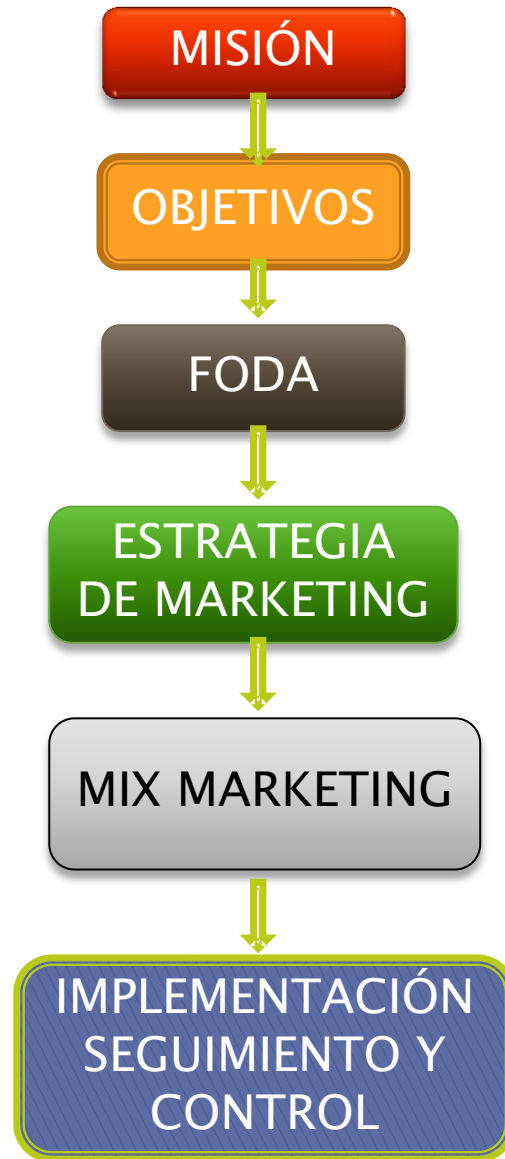 MISIÓN
OBJETIVOS
FODA
ESTRATEGIA
DE MARKETING
MIX MARKETING
IMPLEMENTACIÓN
SEGUIMIENTO Y
CONTROL